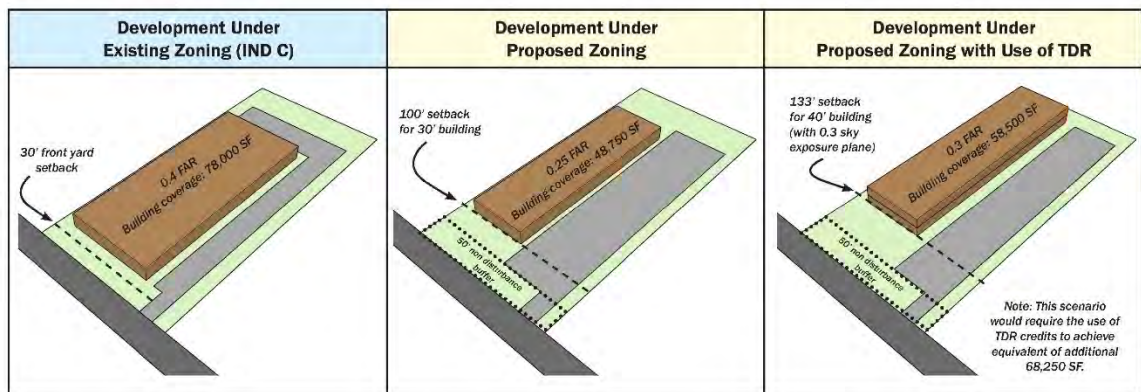 Development Under
Existing Zoning (IND C)
Development Under
Proposed Zoning
Development Under
Proposed Zoning with Use of TDR
30' front yard
setback
0.4 FAR
Building coverage: 78,000 SF
100' setback
for 30' building
0.25 FAR
Building coverage: 48,750 SF
50' non disturbance
buffer
133' setback
for 40' building
(with 0.3 sky
exposure plane)
0.3 FAR
Building coverage: 58,500 SF
50' non disturbance
buffer
Note: This scenario
would require the use of
TDR credits to achieve
equivalent of additional
68,250 SF.